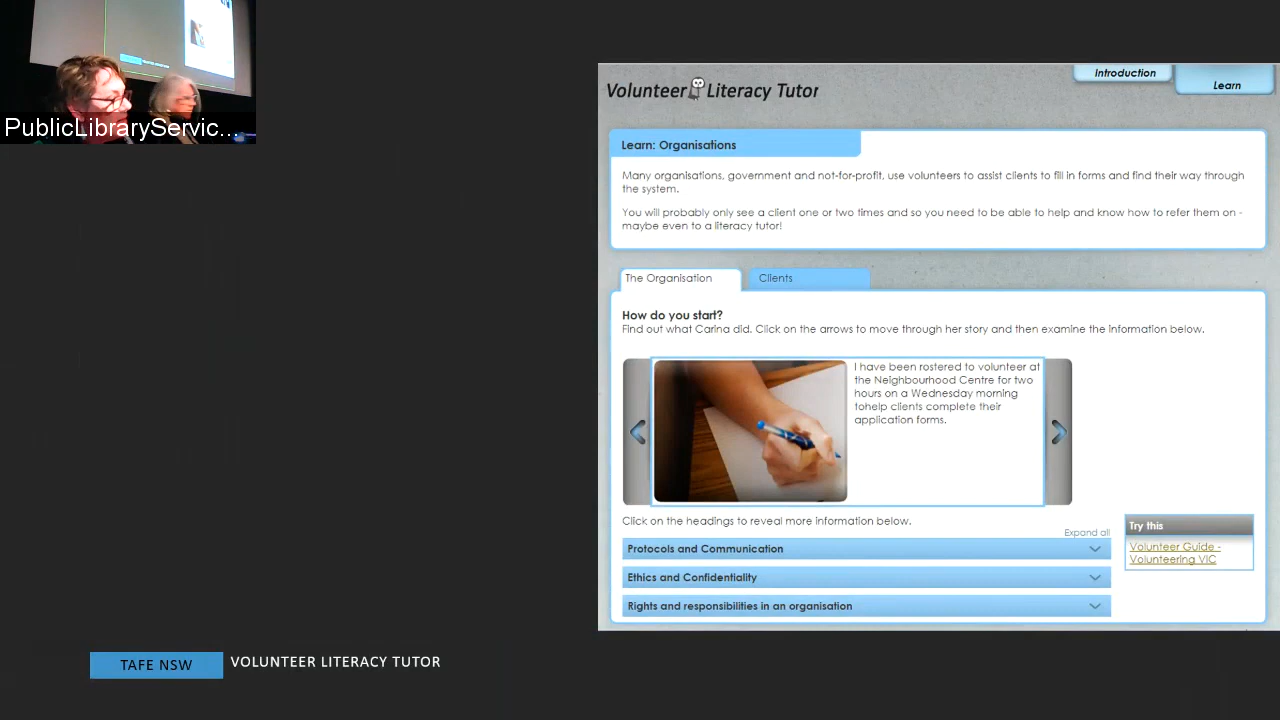 PublicLibraryServic...
Volunteer Literacy Tutor
Introduction
Learn
Learn: Organisations
Many organisations, government and not-for-profit, use volunteers to assist clients to fill in forms and find their way through
the system.
You will probably only see a client one or two times and so you need to be able to help and know how to refer them on -
maybe even to a literacy tutor!
The Organisation
Clients
How do you start?
Find out what Carina did. Click on the arrows to move through her story and then examine the information below.
I have been rostered to volunteer at
the Neighbourhood Centre for two
hours on a Wednesday morning
tohelp clients complete their
application forms.
Click on the headings to reveal more information below.
Expand all
Protocols and Communication
Ethics and Confidentiality
Rights and responsibilities in an organisation
Try this
Volunteer Guide -
Volunteering VIC
TAFE NSW
VOLUNTEER LITERACY TUTOR